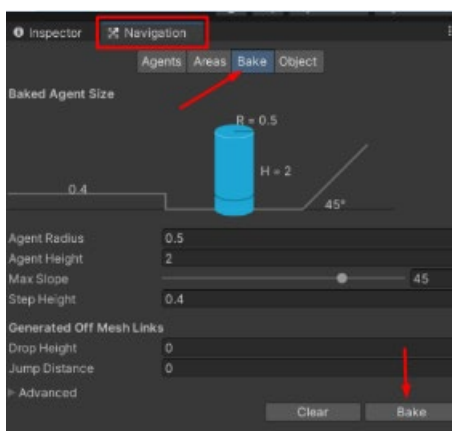 Inspector Navigation
Agents Areas Bake Object
Baked Agent Size
R = 0.5
H = 2
0.4
45°
Agent Radius 0.5
Agent Height 2
Max Slope 45
Step Height 0.4
Generated Off Mesh Links
Drop Height 0
Jump Distance 0
Advanced
Clear Bake